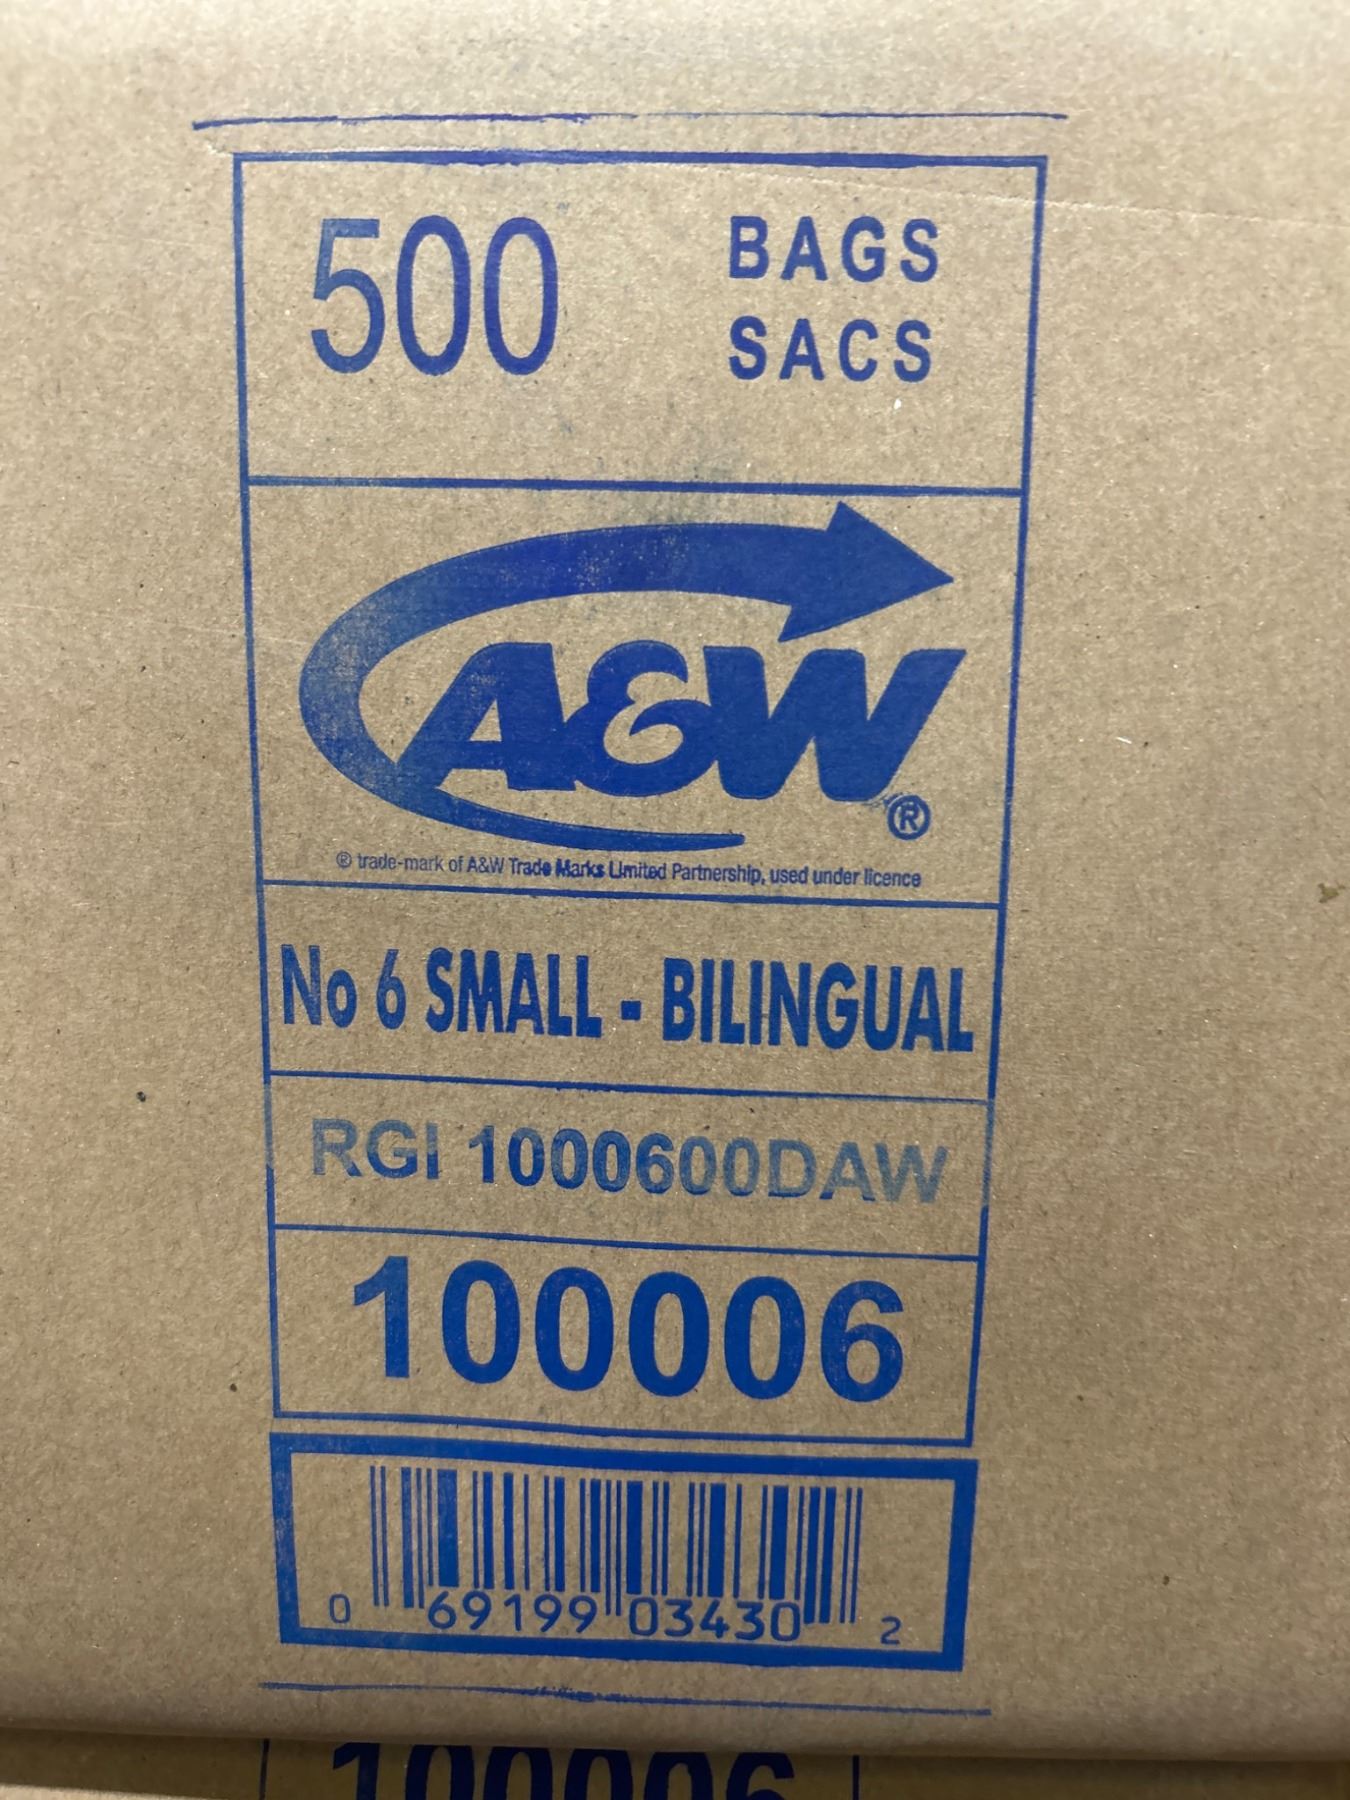 500
BAGS
SACS
A&W®
® trade-mark of A&W Trade Marks Limited Partnership, used under licence
No 6 SMALL - BILINGUAL
RGI 1000600DAW
100006
0 69199 03430 2
100006